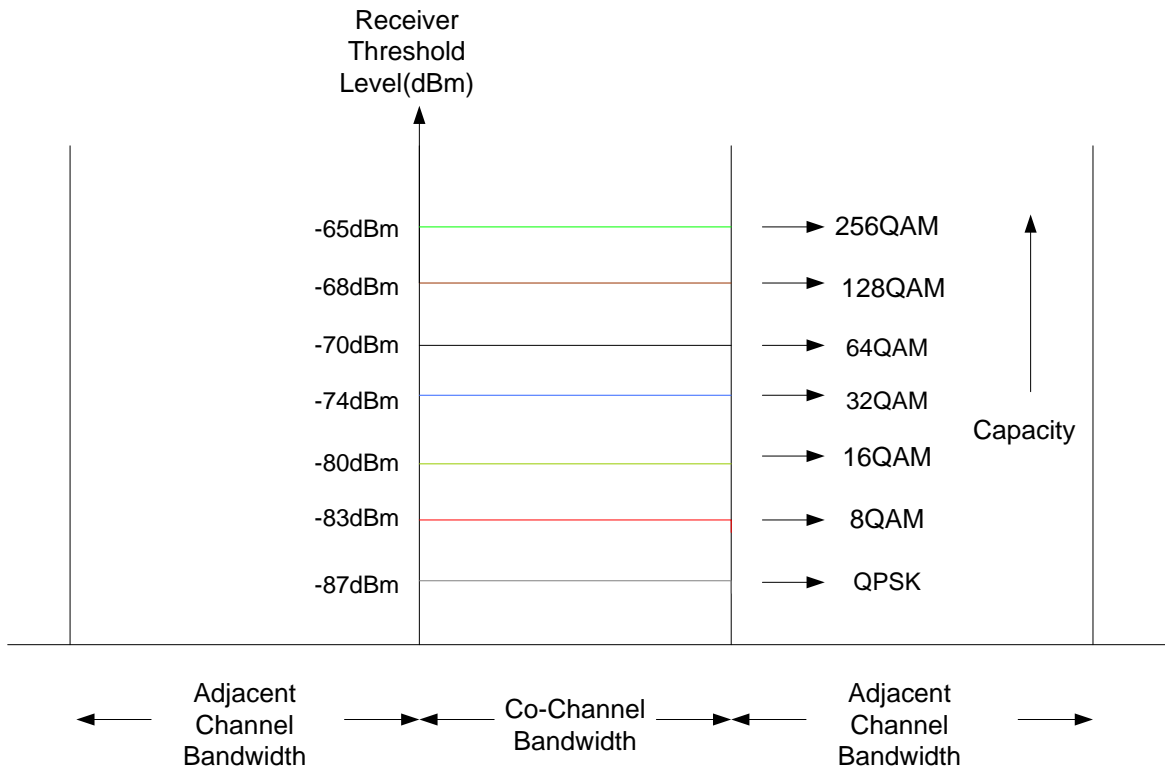 Receiver
Threshold
Level(dBm)
-65dBm
256QAM
-68dBm
128QAM
-70dBm
64QAM
-74dBm
32QAM
Capacity
-80dBm
16QAM
-83dBm
8QAM
-87dBm
QPSK
Adjacent
Channel
Bandwidth
Co-Channel
Bandwidth
Adjacent
Channel
Bandwidth